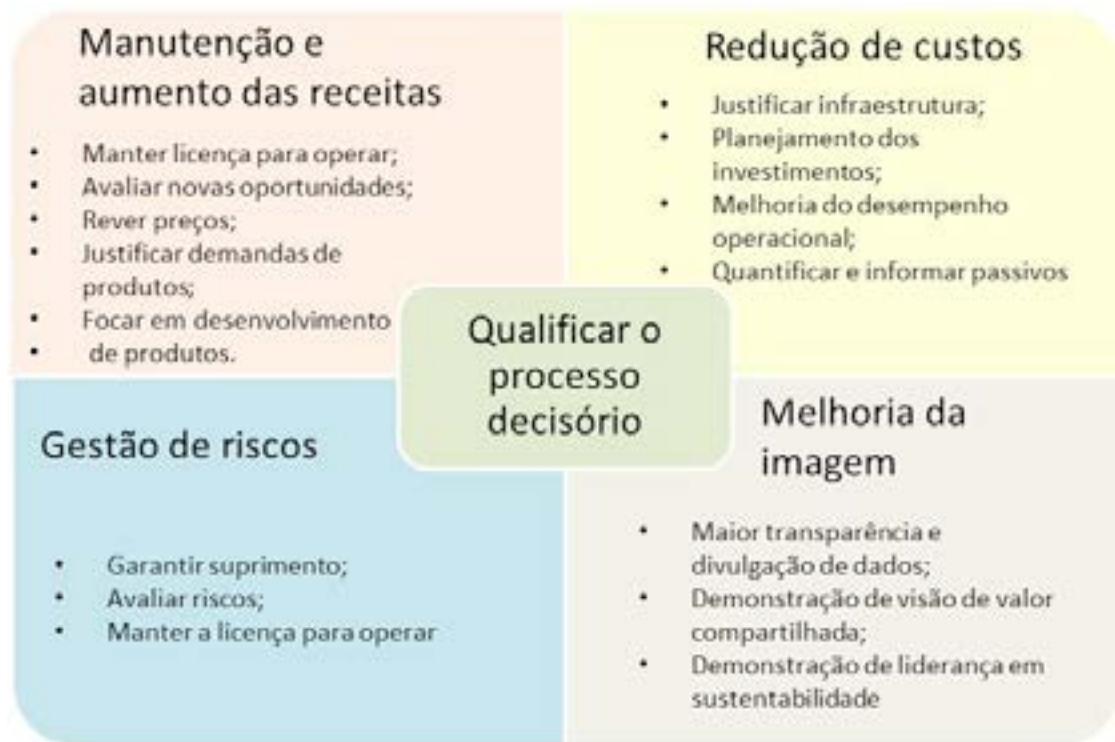 Manutenção e
aumento das receitas
• Manter licença para operar;
• Avaliar novas oportunidades;
• Rever preços;
• Justificar demandas de
produtos;
• Focar em desenvolvimento
• de produtos.
Redução de custos
• Justificar infraestrutura;
• Planejamento dos
investimentos;
• Melhoria do desempenho
operacional;
• Quantificar e informar passivos
Qualificar o
processo
decisório
Gestão de riscos
• Garantir suprimento;
• Avaliar riscos;
• Manter a licença para operar
Melhoria da
imagem
• Maior transparência e
divulgação de dados;
• Demonstração de visão de valor
compartilhada;
• Demonstração de liderança em
sustentabilidade